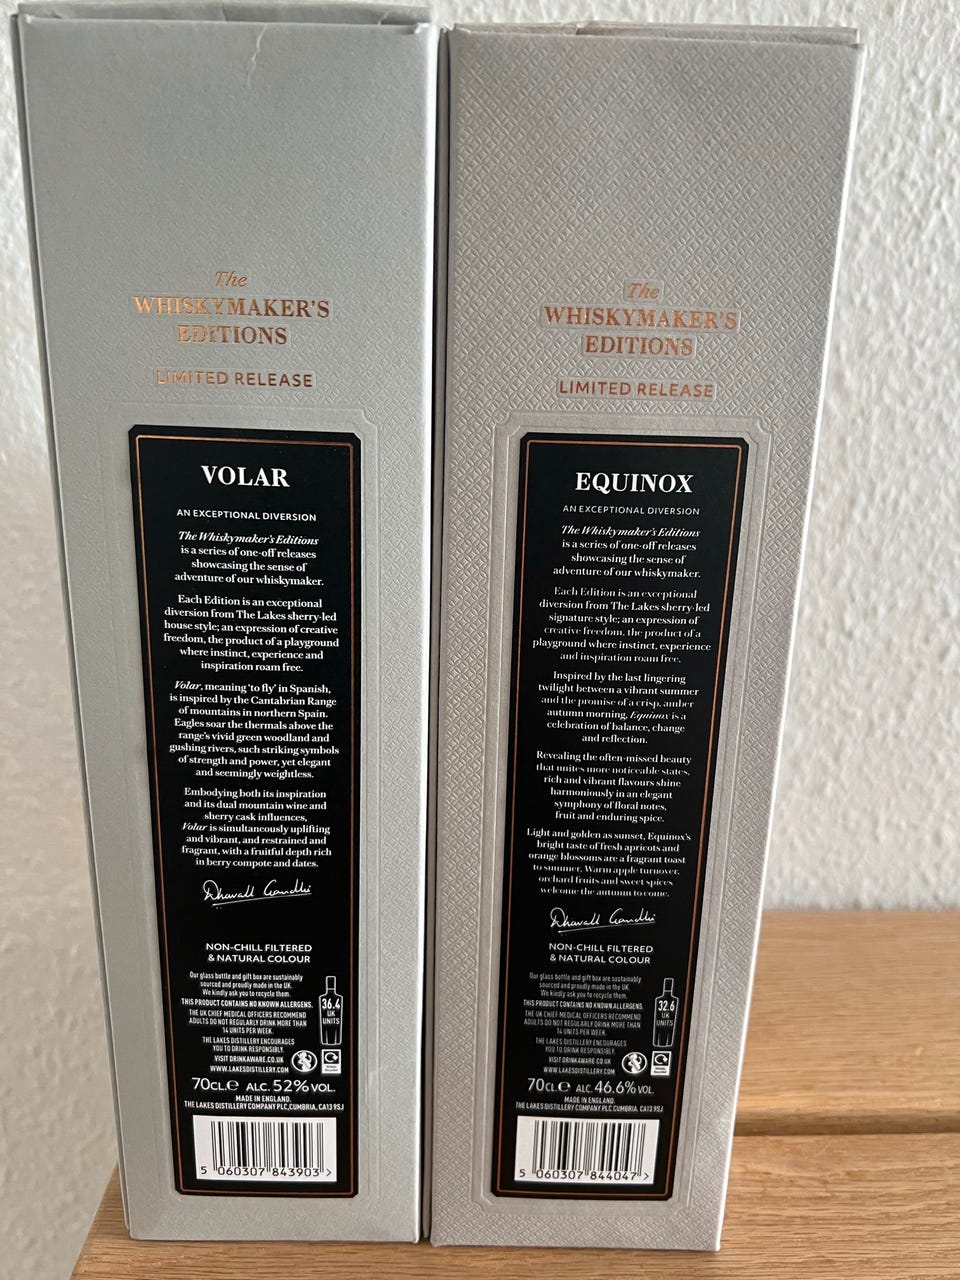 The
WHISKYMAKER'S
EDITIONS
LIMITED RELEASE
VOLAR
AN EXCEPTIONAL DIVERSION
The Whiskymaker's Editions
is a series of one-off releases
showcasing the sense of
adventure of our whiskymaker.
Each Edition is an exceptional
diversion from The Lakes sherry-led
house style; an expression of creative
freedom, the product of a playground
where instinct, experience and
inspiration roam free.
Volar, meaning 'to fly' in Spanish,
is inspired by the Cantabrian Range
of mountains in northern Spain.
Eagles soar the thermals above the
range's vivid green woodland and
gushing rivers, such striking symbols
of strength and power, yet elegant
and seemingly weightless.
Embodying both its inspiration
and its dual mountain wine and
sherry cask influences,
Volar is simultaneously uplifting
and vibrant, and restrained and
fragrant, with a fruitful depth rich
in berry compote and dates.
Dhavall Gandhi
NON-CHILL FILTERED
& NATURAL COLOUR
Our glass bottle and gift box are sustainably
sourced and proudly made in the UK.
We kindly ask you to recycle them.
THIS PRODUCT CONTAINS NO KNOWN ALLERGENS.
THE UK CHIEF MEDICAL OFFICERS RECOMMEND
ADULTS DO NOT REGULARLY DRINK MORE THAN
14 UNITS PER WEEK.
THE LAKES DISTILLERY ENCOURAGES
YOU TO DRINK RESPONSIBLY.
VISIT DRINKAWARE.CO.UK
WWW.LAKESDISTILLERY.COM
36.4
UK
UNITS
70CL.℮ ALC. 52% VOL.
MADE IN ENGLAND.
THE LAKES DISTILLERY COMPANY PLC, CUMBRIA, CA13 9SJ
5 060307 843903 >
The
WHISKYMAKER'S
EDITIONS
LIMITED RELEASE
EQUINOX
AN EXCEPTIONAL DIVERSION
The Whiskymaker's Editions
is a series of one-off releases
showcasing the sense of
adventure of our whiskymaker.
Each Edition is an exceptional
diversion from The Lakes sherry-led
signature style; an expression of
creative freedom, the product of a
playground where instinct, experience
and inspiration roam free.
Inspired by the last lingering
twilight between a vibrant summer
and the promise of a crisp, amber
autumn morning, Equinox is a
celebration of balance, change
and reflection.
Revealing the often-missed beauty
that unites more noticeable states,
rich and vibrant flavours shine
harmoniously in an elegant
symphony of floral notes,
fruit and enduring spice.
Light and golden as sunset, Equinox's
bright taste of fresh apricots and
orange blossoms are a fragrant toast
to summer. Warm apple turnover,
orchard fruits and sweet spices
welcome the autumn to come.
Dhavall Gandhi
NON-CHILL FILTERED
& NATURAL COLOUR
Our glass bottle and gift box are sustainably
sourced and proudly made in the UK.
We kindly ask you to recycle them.
THIS PRODUCT CONTAINS NO KNOWN ALLERGENS.
THE UK CHIEF MEDICAL OFFICERS RECOMMEND
ADULTS DO NOT REGULARLY DRINK MORE THAN
14 UNITS PER WEEK.
THE LAKES DISTILLERY ENCOURAGES
YOU TO DRINK RESPONSIBLY.
VISIT DRINKAWARE.CO.UK
WWW.LAKESDISTILLERY.COM
32.6
UK
UNITS
70CL.℮ ALC. 46.6% VOL.
MADE IN ENGLAND.
THE LAKES DISTILLERY COMPANY PLC, CUMBRIA, CA13 9SJ
5 060307 844047 >